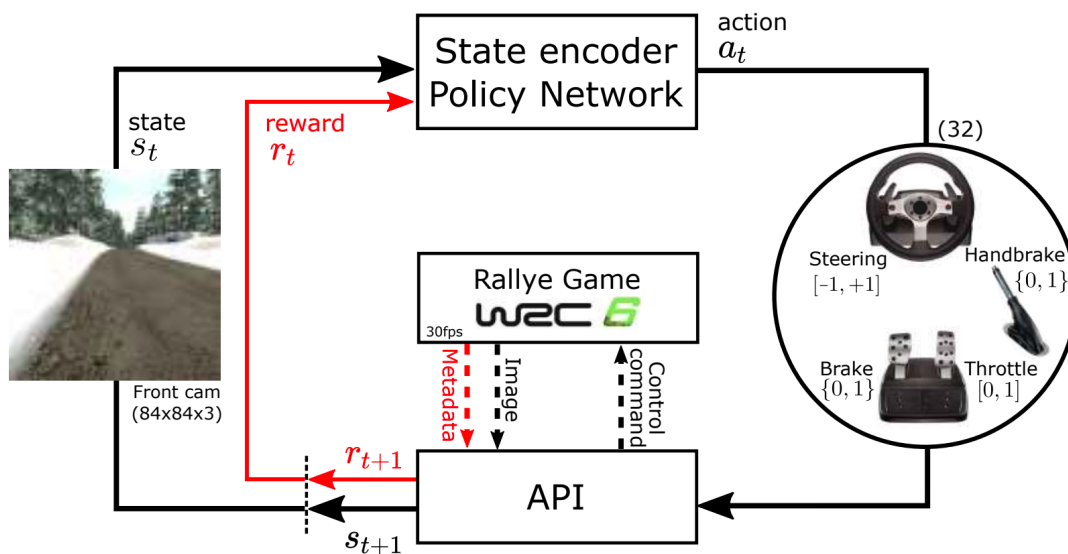 State encoder
Policy Network
action
a_t
state
s_t
reward
r_t
(32)
Steering
[-1, +1]
Handbrake
{0, 1}
Brake
{0, 1}
Throttle
[0, 1]
Front cam
(84x84x3)
Rallye Game
WRC 6
30fps
Metadata
Image
Control
command
r_{t+1}
API
s_{t+1}